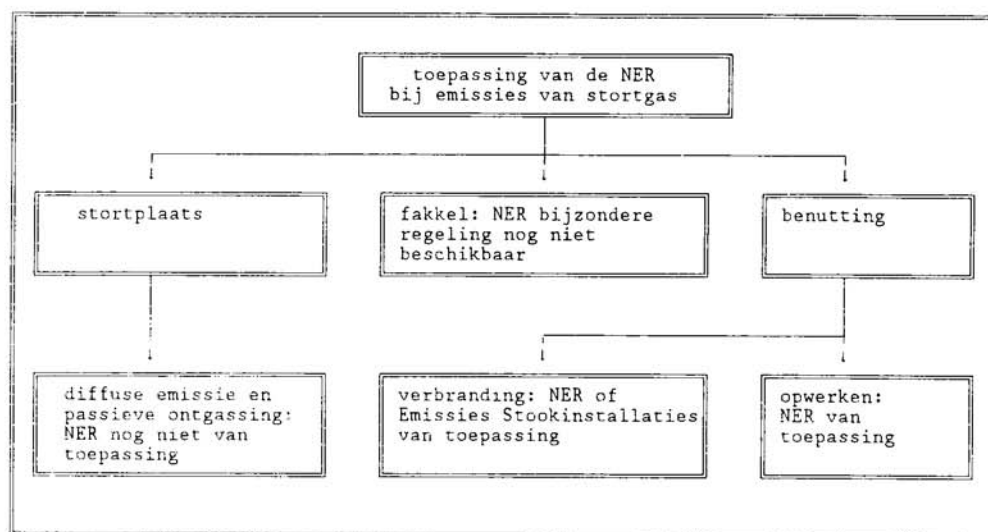 toepassing van de NER
bij emissies van stortgas
stortplaats
fakkel: NER bijzondere
regeling nog niet
beschikbaar
benutting
diffuse emissie en
passieve ontgassing:
NER nog niet van
toepassing
verbranding: NER of
Emissies Stookinstallaties
van toepassing
opwerken:
NER van
toepassing